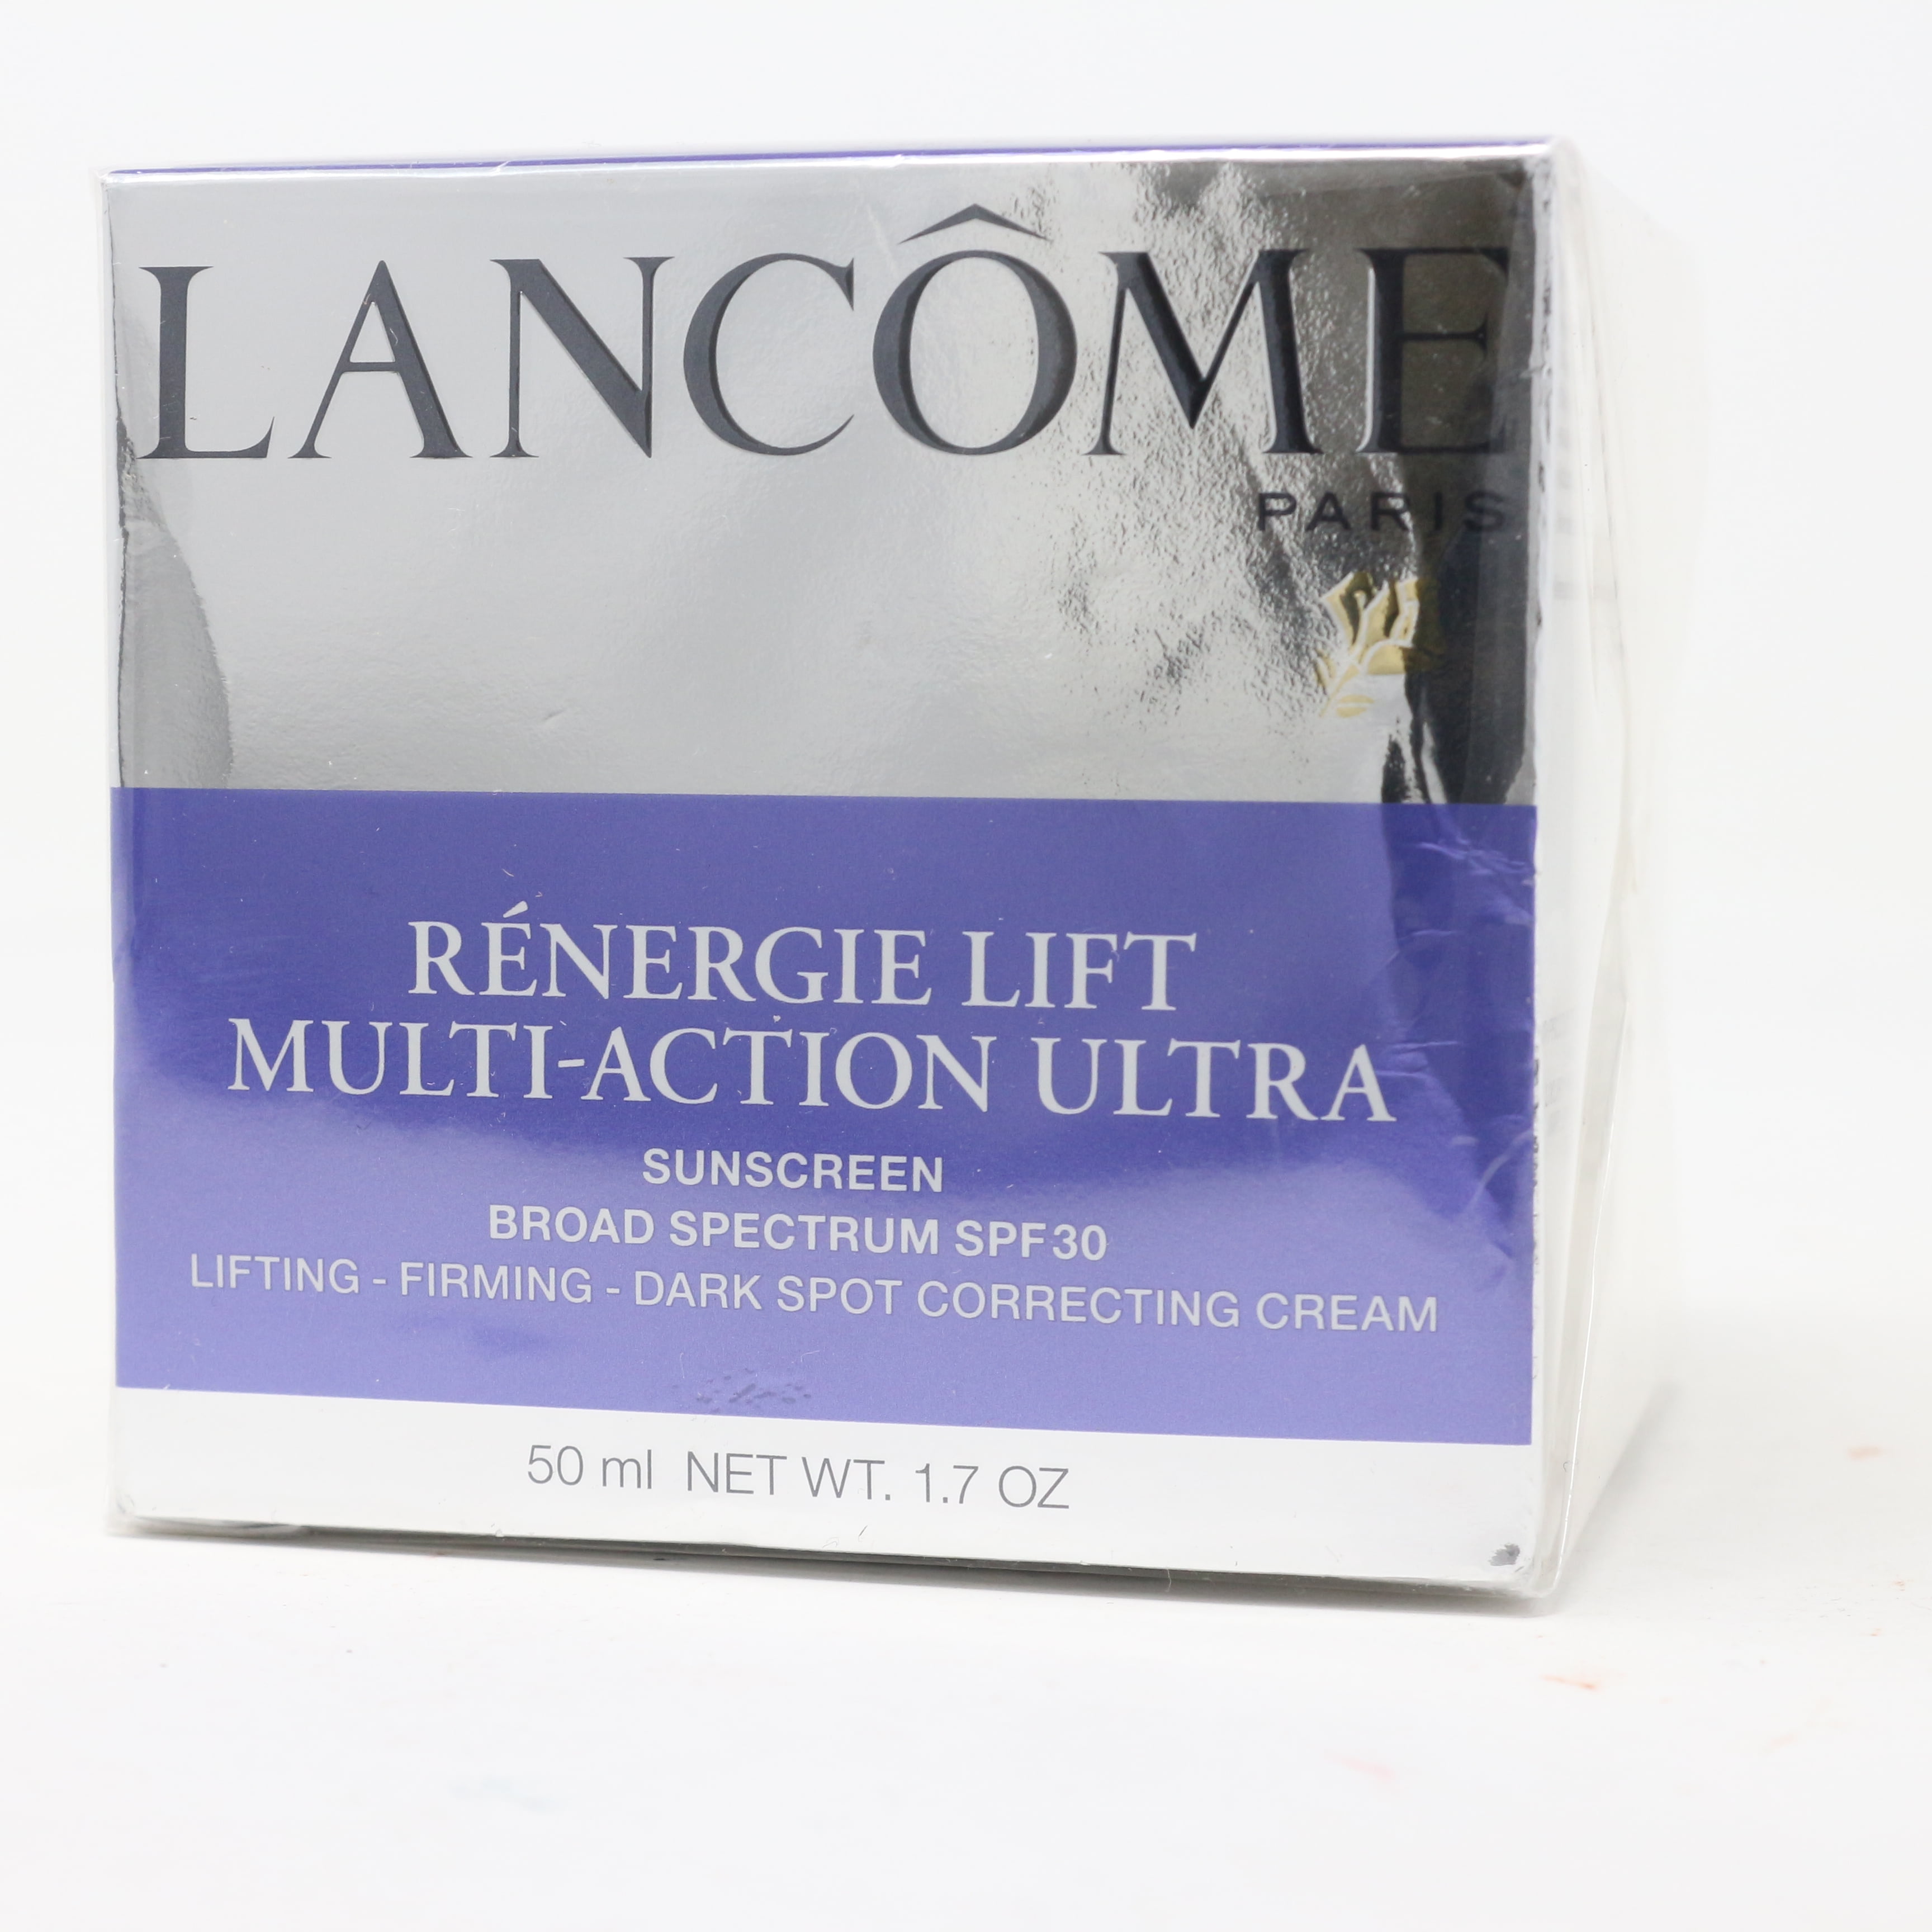 LANCÔME
PARIS
RÉNERGIE LIFT
MULTI-ACTION ULTRA
SUNSCREEN
BROAD SPECTRUM SPF30
LIFTING - FIRMING - DARK SPOT CORRECTING CREAM
50 ml NET WT. 1.7 OZ